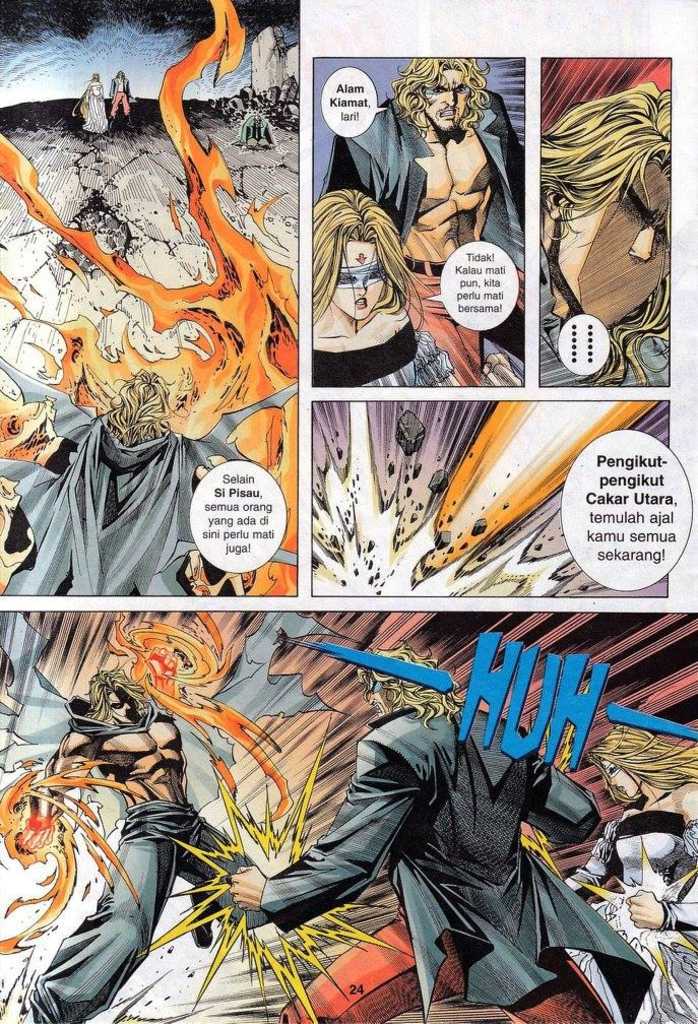 Selain
Si Pisau,
semua orang
yang ada di
sini perlu mati
juga!
Alam
Kiamat,
lari!
Tidak!
Kalau mati
pun, kita
perlu mati
bersama!
Pengikut-
pengikut
Cakar Utara,
temulah ajal
kamu semua
sekarang!
HUH
24